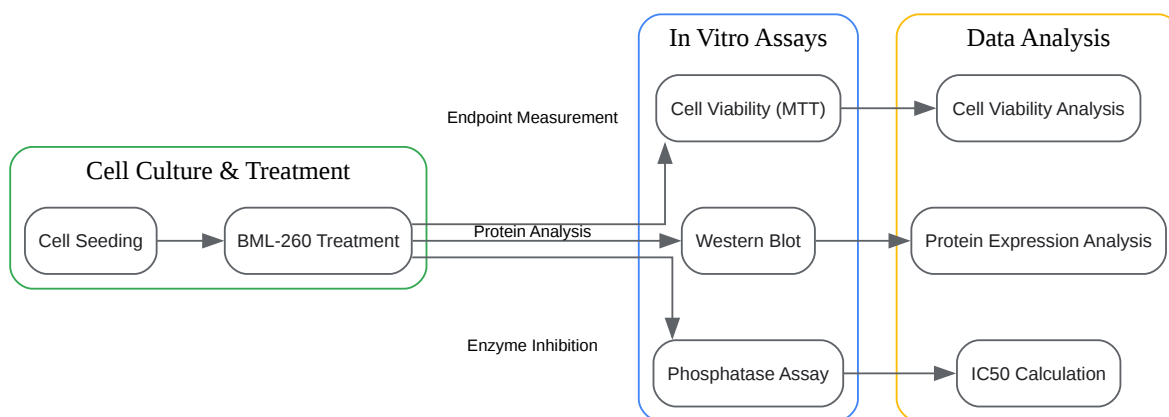 In Vitro Assays
Data Analysis
Cell Viability (MTT)
Cell Viability Analysis
Endpoint Measurement
Cell Culture & Treatment
Cell Seeding
BML-260 Treatment
Protein Analysis
Western Blot
Protein Expression Analysis
Enzyme Inhibition
Phosphatase Assay
IC50 Calculation